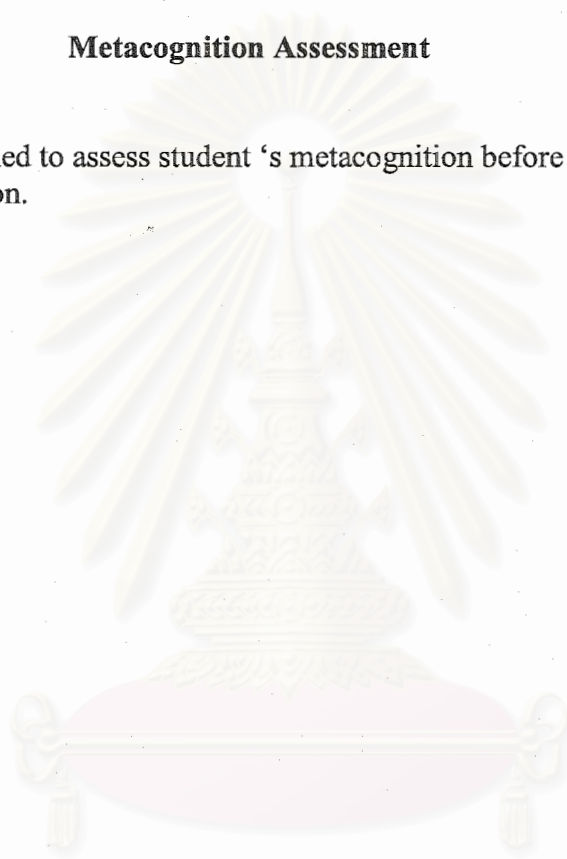 Metacognition Assessment
ed to assess student ‘s metacognition before
on.